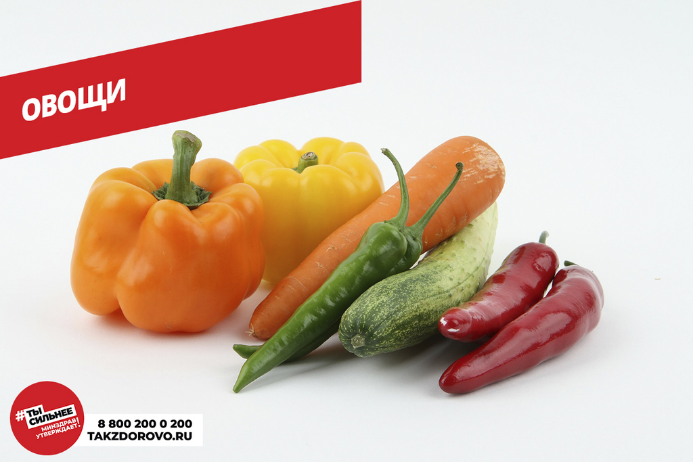 ОВОЩИ
#ТЫ
СИЛЬНЕЕ
МИНЗДРАВ
УТВЕРЖДАЕТ!
8 800 200 0 200
TAKZDOROVO.RU